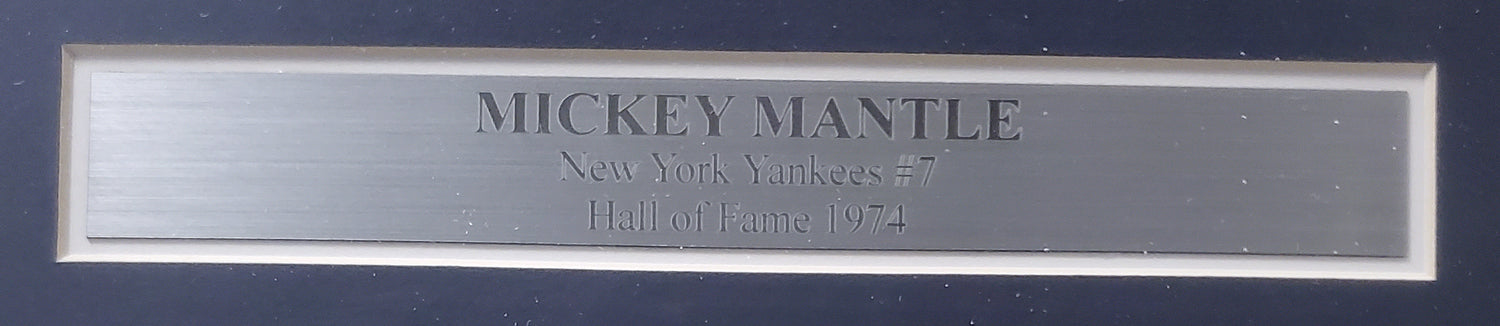 MICKEY MANTLE
New York Yankees #7
Hall of Fame 1974